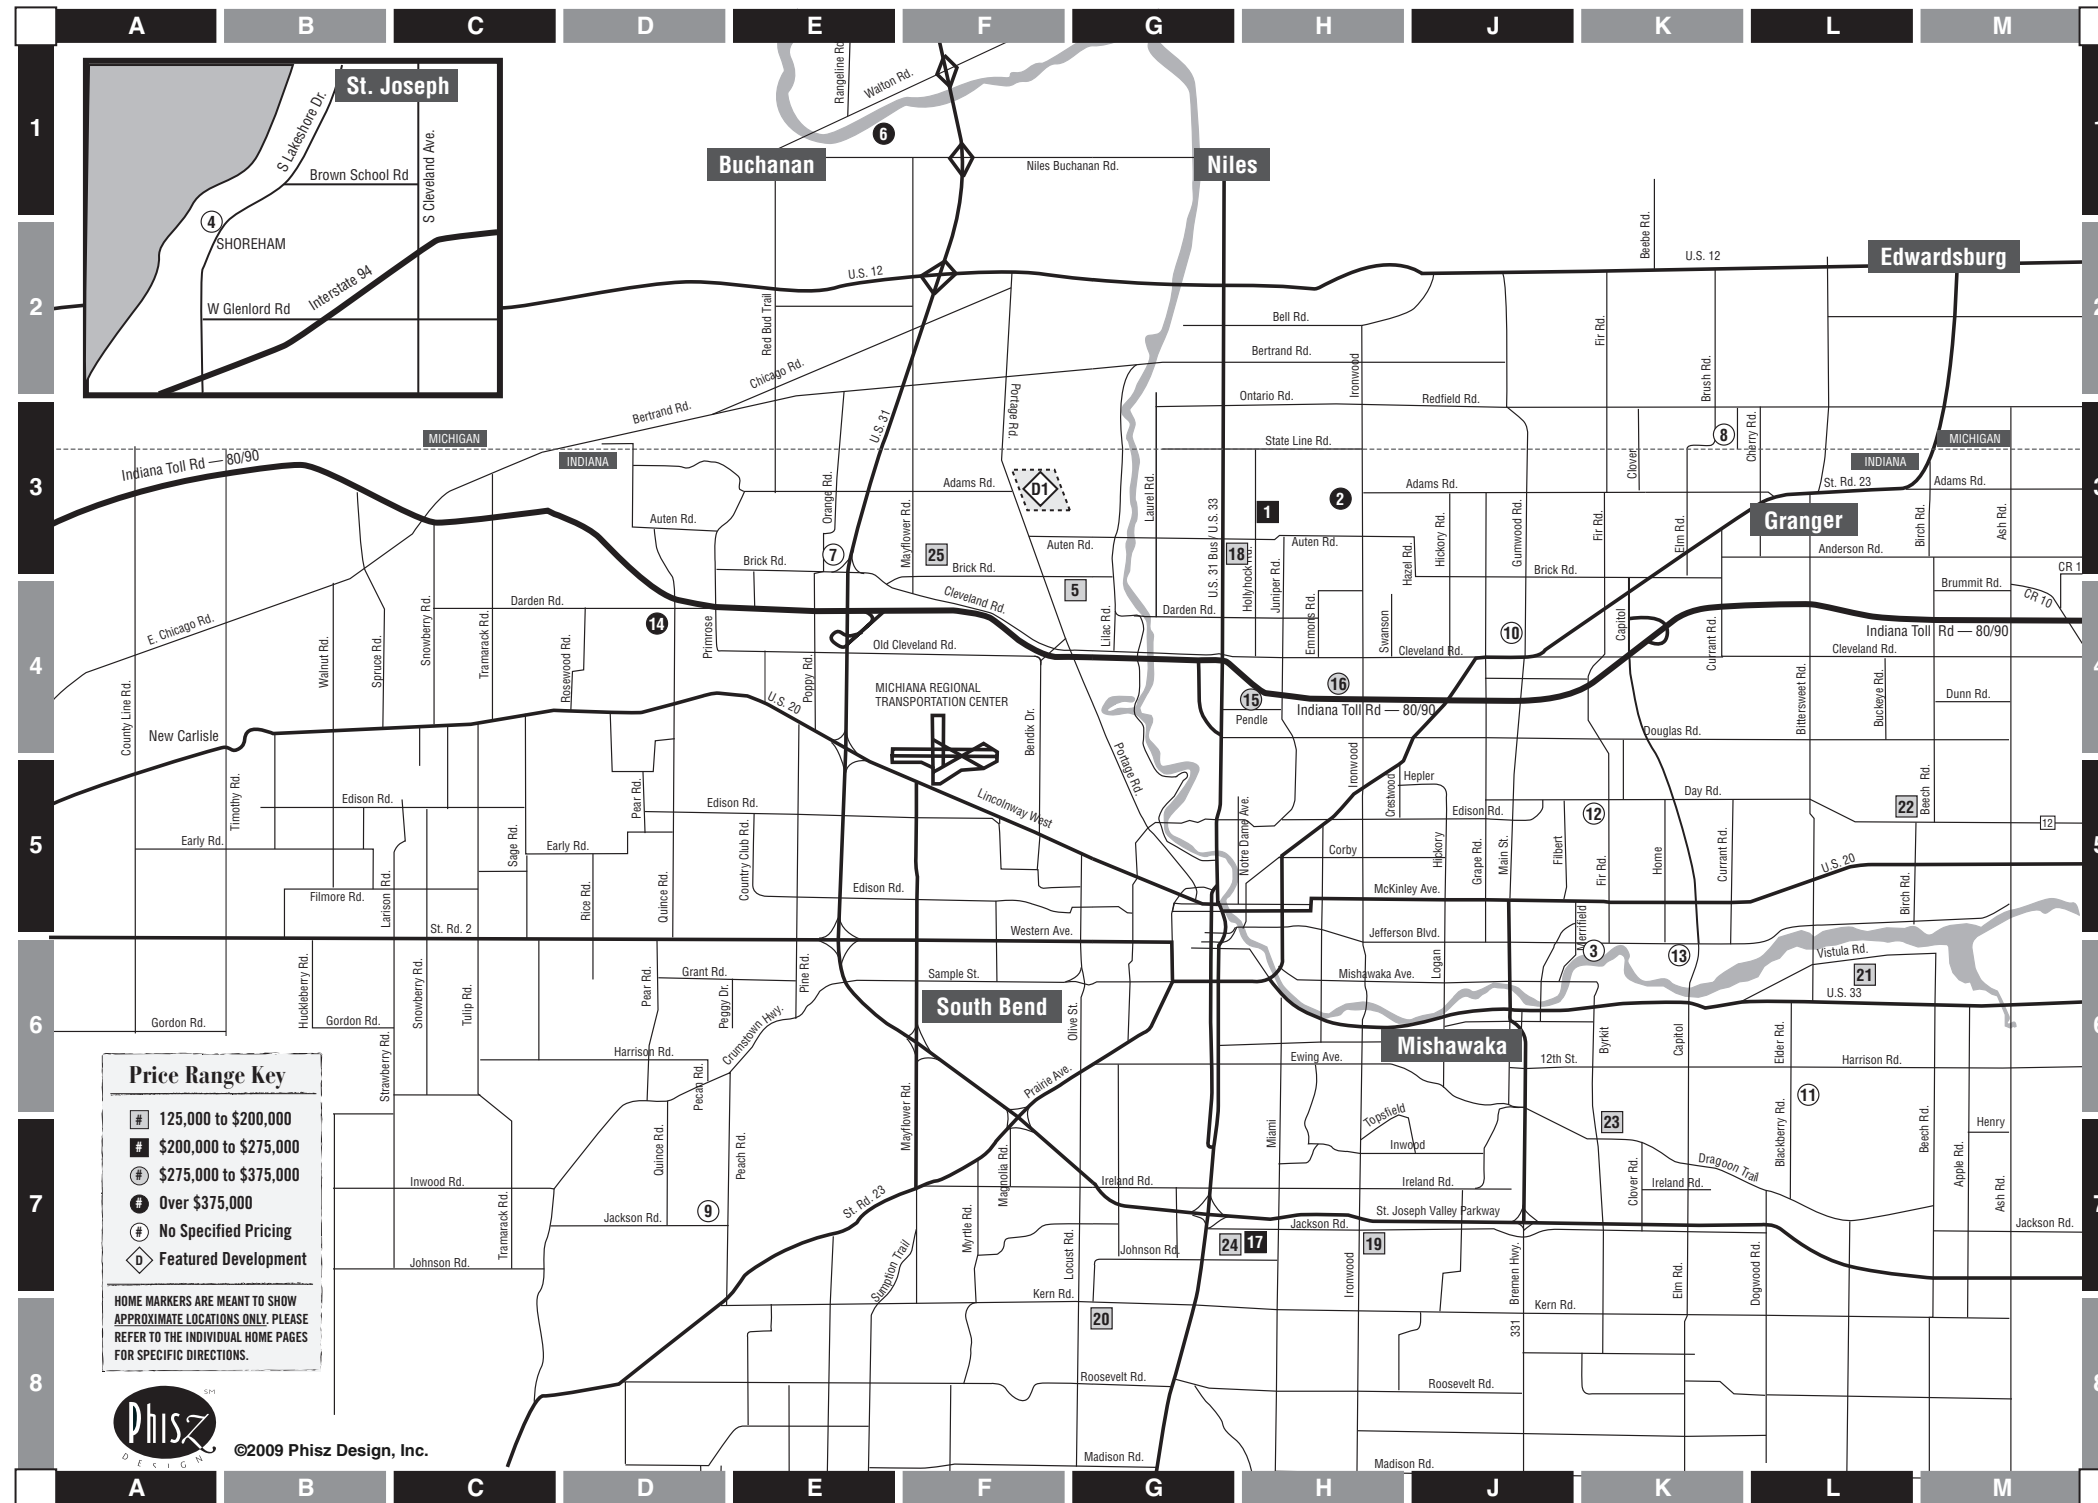 A B C D E F G H J K L M
1
2
3
4
5
6
7
8
St. Joseph
S Lakeshore Dr.
Brown School Rd
S Cleveland Ave.
4
SHOREHAM
Interstate 94
W Glenlord Rd
Rangeline Rd
Walton Rd.
6
Buchanan
Niles Buchanan Rd.
Niles
Beebe Rd.
U.S. 12
U.S. 12
Edwardsburg
Red Bud Trail
Bell Rd.
Fir Rd.
Chicago Rd.
Bertrand Rd.
Ironwood
Brush Rd.
Bertrand Rd.
U.S. 31
Portage Rd.
Ontario Rd.
Redfield Rd.
MICHIGAN
State Line Rd.
8
Cherry Rd.
MICHIGAN
Indiana Toll Rd — 80/90
INDIANA
Clover
INDIANA
Orange Rd.
Adams Rd.
D1
Laurel Rd.
U.S. 31 Bus / U.S. 33
1
2
Adams Rd.
St. Rd. 23
Adams Rd.
Auten Rd.
Mayflower Rd.
Hickory Rd.
Gumwood Rd.
Fir Rd.
Elm Rd.
Granger
Birch Rd.
Ash Rd.
Brick Rd.
7
25
Auten Rd.
18
Auten Rd.
Hazel Rd.
Anderson Rd.
Brick Rd.
5
Hollyhock Rd.
Juniper Rd.
Brick Rd.
CR 1
Brummit Rd.
CR 10
E. Chicago Rd.
Darden Rd.
14
Cleveland Rd.
Lilac Rd.
Darden Rd.
Emmons Rd.
Swanson
10
Capitol
Indiana Toll Rd — 80/90
Walnut Rd.
Spruce Rd.
Snowberry Rd.
Tamarack Rd.
Rosewood Rd.
Primrose
Old Cleveland Rd.
Cleveland Rd.
Currant Rd.
Cleveland Rd.
County Line Rd.
Poppy Rd.
U.S. 20
MICHIANA REGIONAL
TRANSPORTATION CENTER
15
16
Pendle
Indiana Toll Rd — 80/90
Bittersweet Rd.
Buckeye Rd.
Dunn Rd.
New Carlisle
Bendix Dr.
Portage Rd.
Ironwood
Douglas Rd.
Timothy Rd.
Edison Rd.
Pear Rd.
Edison Rd.
Lincolnway West
Notre Dame Ave.
Crestwood
Hepler
Edison Rd.
12
Day Rd.
22
Beech Rd.
12
Early Rd.
Sage Rd.
Early Rd.
Country Club Rd.
Corby
Hickory
Grape Rd.
Main St.
Filbert
Fir Rd.
Home
Currant Rd.
U.S. 20
Filmore Rd.
Larison Rd.
Rice Rd.
Quince Rd.
Edison Rd.
McKinley Ave.
Birch Rd.
St. Rd. 2
Western Ave.
Jefferson Blvd.
Merrifield
3
13
Vistula Rd.
Huckleberry Rd.
Snowberry Rd.
Tulip Rd.
Pear Rd.
Grant Rd.
Peggy Dr.
Pine Rd.
Sample St.
Mishawaka Ave.
Logan
21
U.S. 33
Gordon Rd.
Gordon Rd.
Crumstown Hwy.
South Bend
Olive St.
Mishawaka
Byrkit
Capitol
Elder Rd.
Strawberry Rd.
Harrison Rd.
Ewing Ave.
12th St.
Harrison Rd.
Price Range Key
# 125,000 to $200,000
# $200,000 to $275,000
# $275,000 to $375,000
# Over $375,000
# No Specified Pricing
D Featured Development
HOME MARKERS ARE MEANT TO SHOW
APPROXIMATE LOCATIONS ONLY. PLEASE
REFER TO THE INDIVIDUAL HOME PAGES
FOR SPECIFIC DIRECTIONS.
Pecan Rd.
Prairie Ave.
11
Mayflower Rd.
Miami
Topsfield
23
Blackberry Rd.
Beech Rd.
Henry
Quince Rd.
Peach Rd.
Inwood
Dragoon Trail
Apple Rd.
Inwood Rd.
Tramarack Rd.
Magnolia Rd.
Ireland Rd.
Ireland Rd.
Clover Rd.
Ireland Rd.
Ash Rd.
Jackson Rd.
9
St. Rd. 23
Myrtle Rd.
St. Joseph Valley Parkway
Jackson Rd.
Jackson Rd.
Johnson Rd.
Sumption Trail
Locust Rd.
Johnson Rd.
24
17
19
Ironwood
Bremen Hwy.
Elm Rd.
Dogwood Rd.
Kern Rd.
20
Kern Rd.
331
Roosevelt Rd.
Roosevelt Rd.
Phisz
DESIGN
SM
©2009 Phisz Design, Inc.
Madison Rd.
Madison Rd.
A B C D E F G H J K L M
1
2
3
4
5
6
7
8